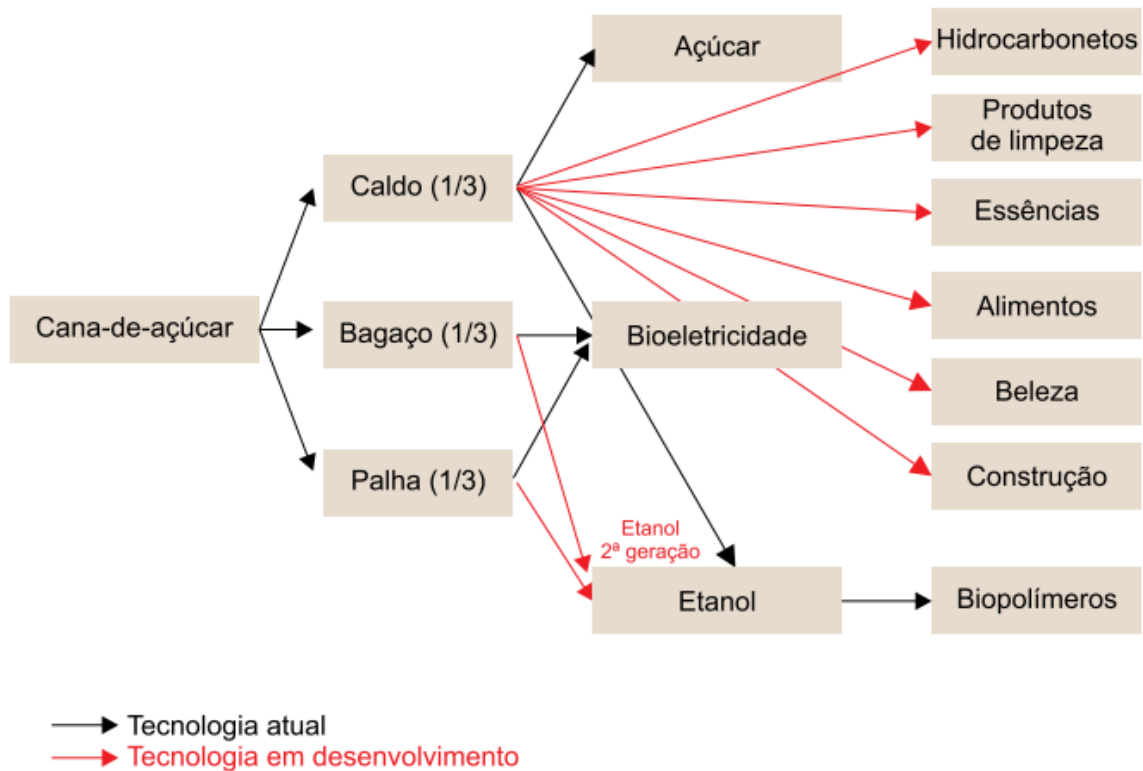 Açúcar
Hidrocarbonetos
Produtos
de limpeza
Caldo (1/3)
Essências
Alimentos
Cana-de-açúcar
Bagaço (1/3)
Bioeletricidade
Beleza
Palha (1/3)
Construção
Etanol
2ª geração
Etanol
Biopolímeros
Tecnologia atual
Tecnologia em desenvolvimento